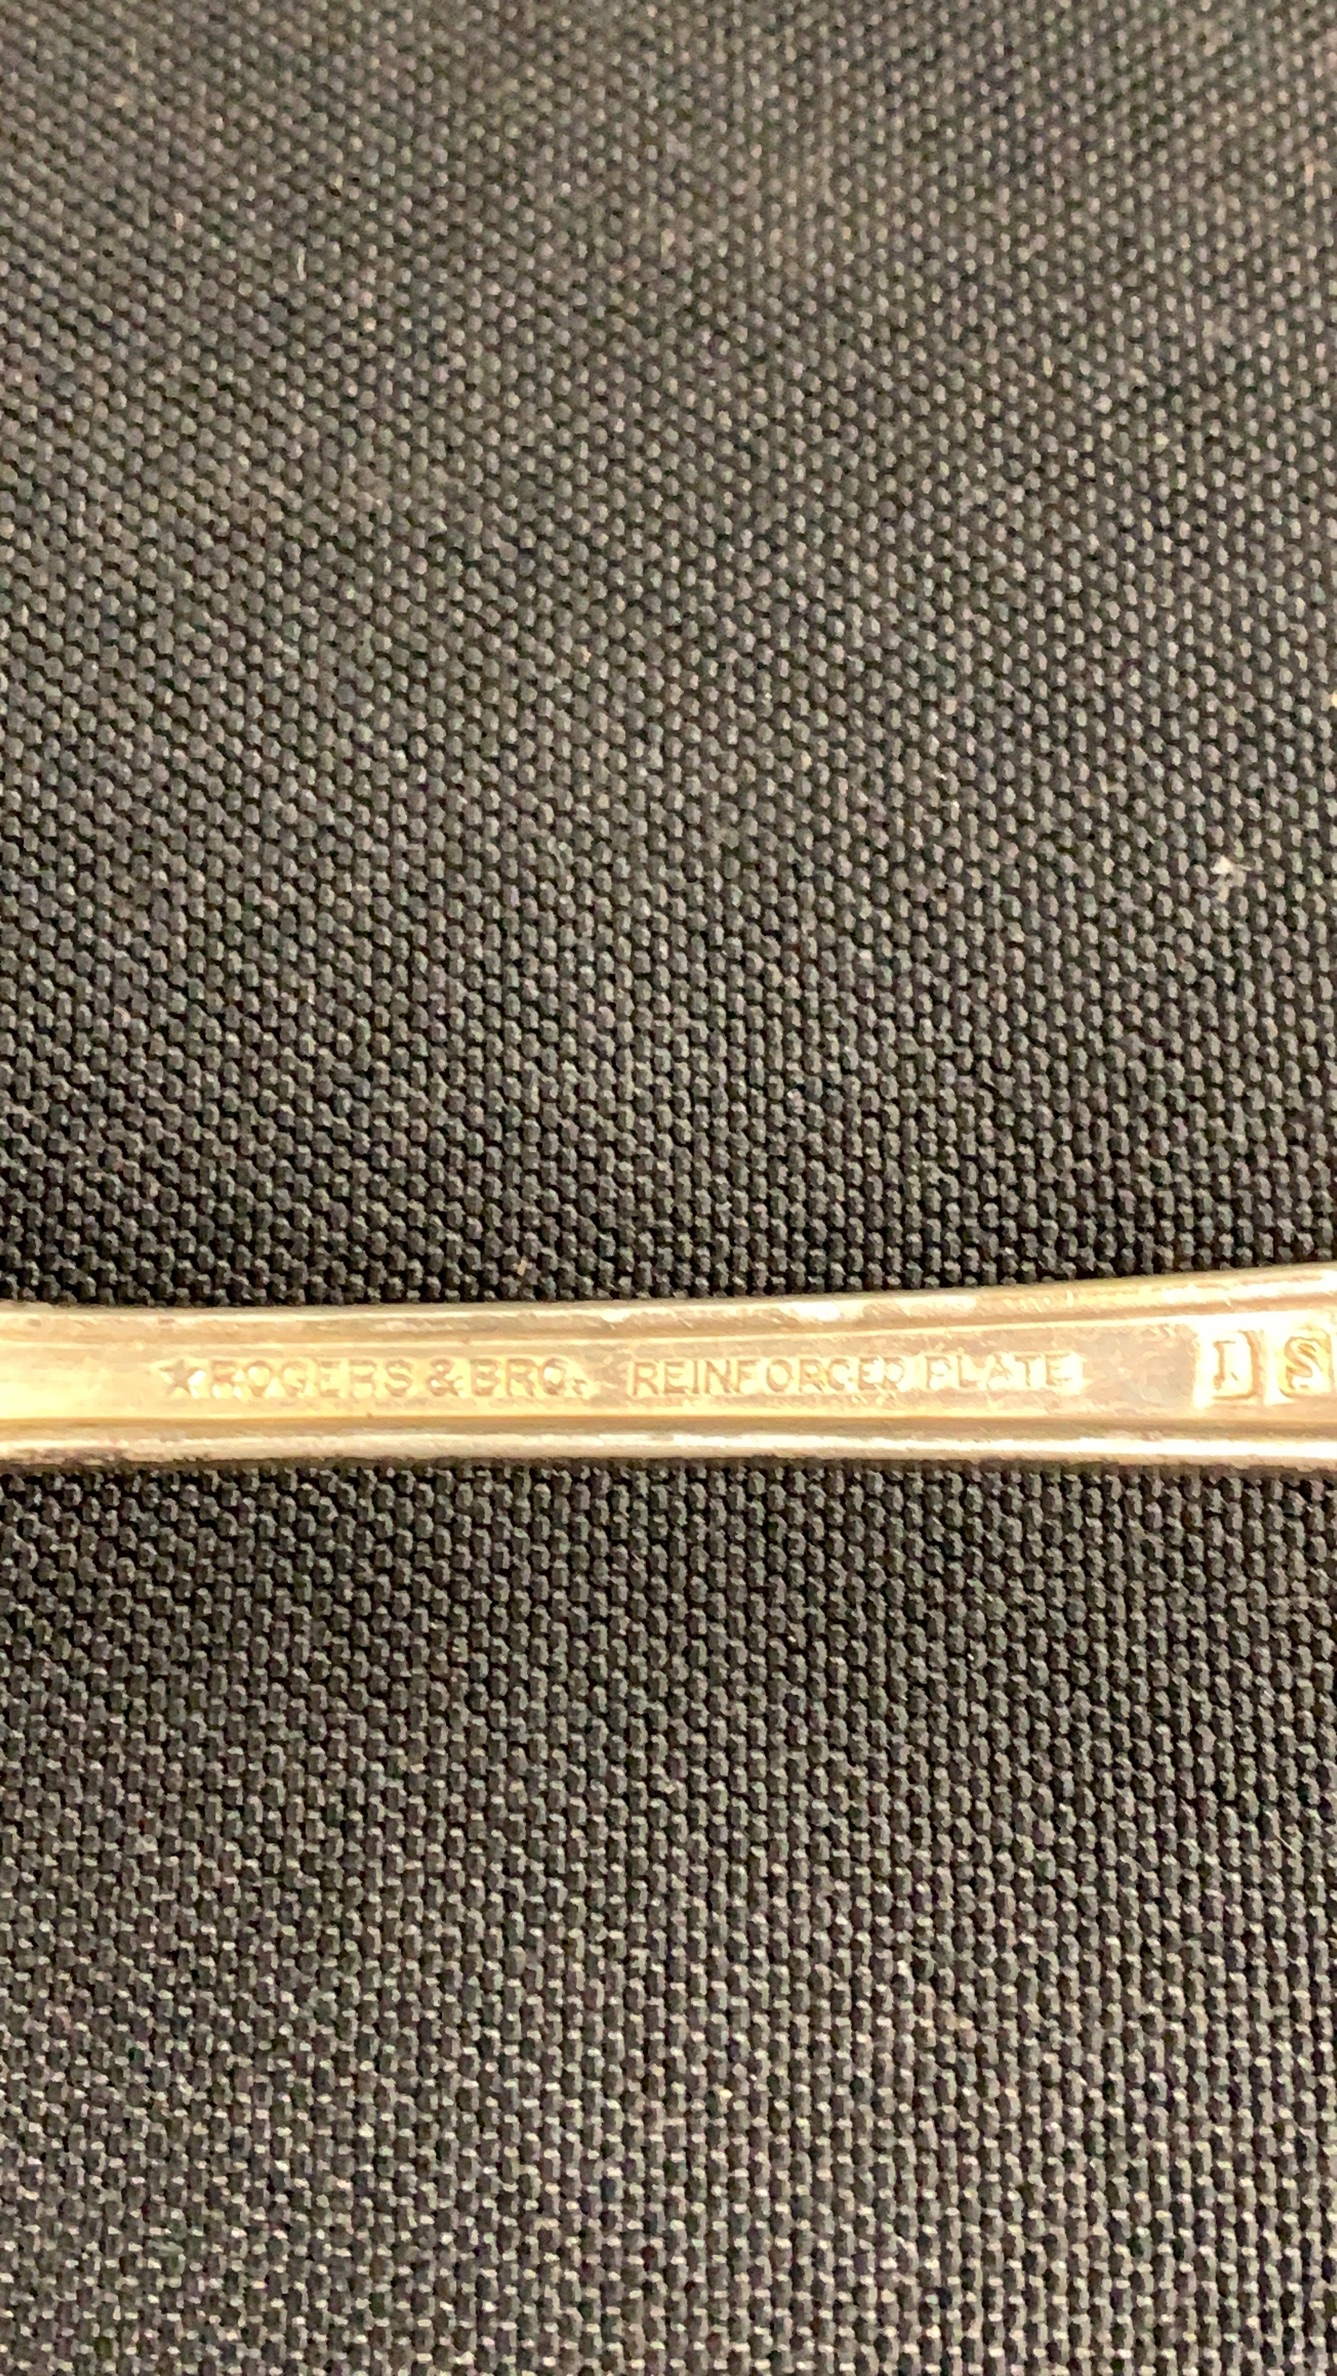 ★ROGERS & BRO. REINFORCED PLATE I S